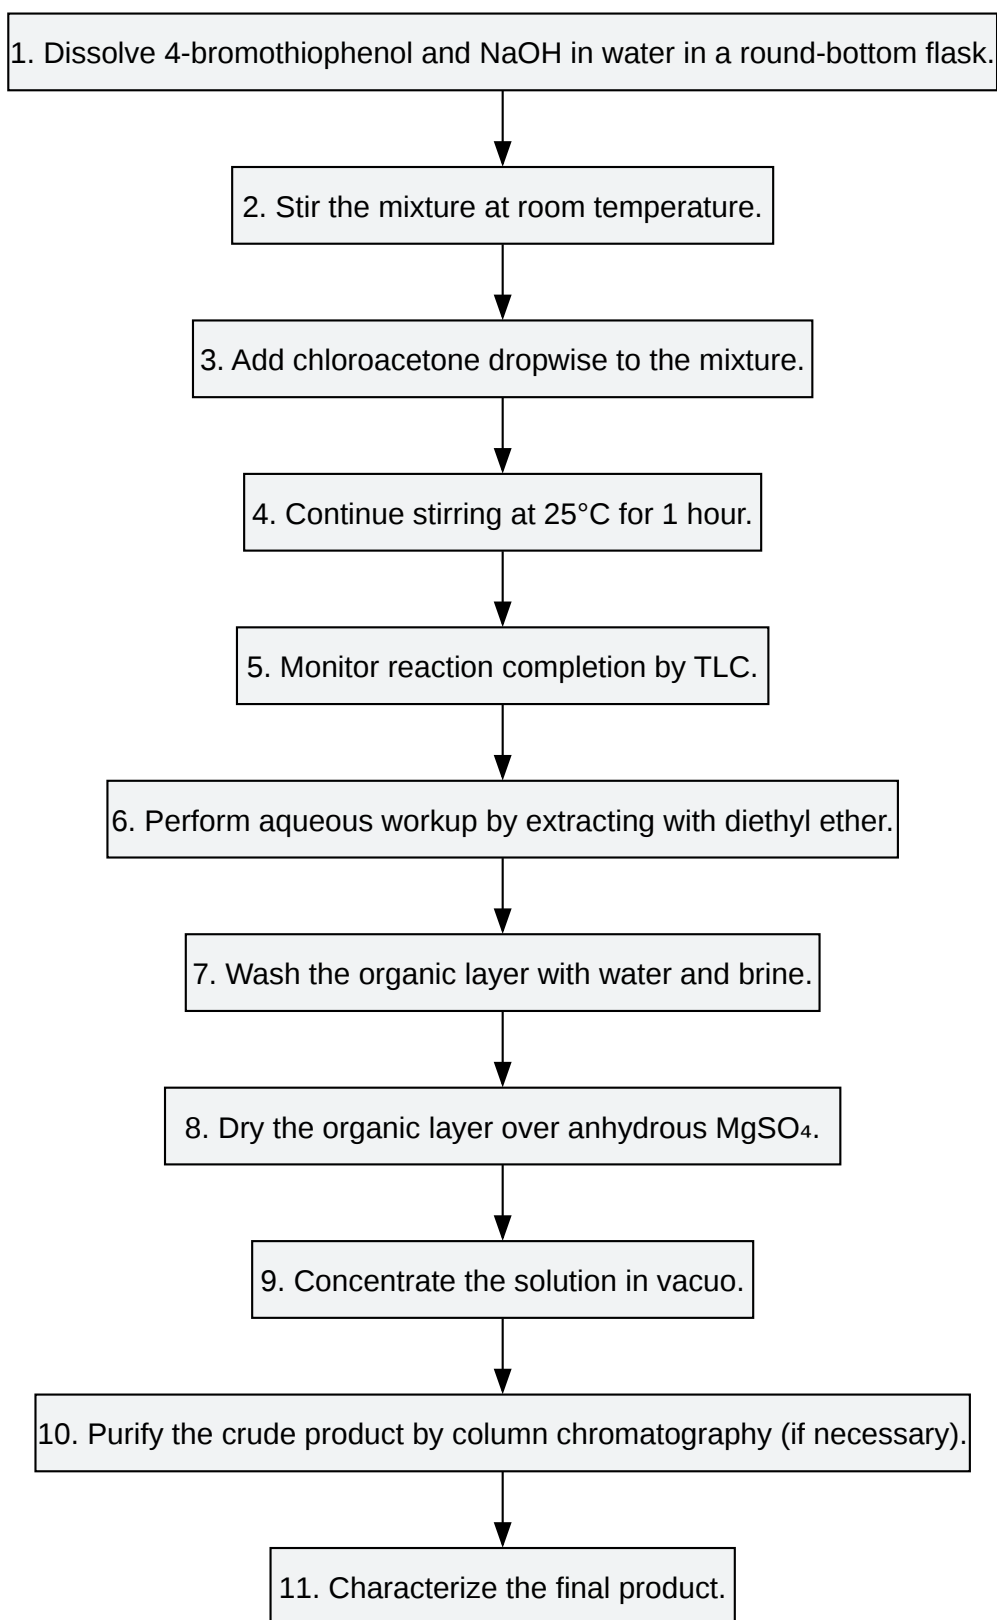 1. Dissolve 4-bromothiophenol and NaOH in water in a round-bottom flask.
2. Stir the mixture at room temperature.
3. Add chloroacetone dropwise to the mixture.
4. Continue stirring at 25°C for 1 hour.
5. Monitor reaction completion by TLC.
6. Perform aqueous workup by extracting with diethyl ether.
7. Wash the organic layer with water and brine.
8. Dry the organic layer over anhydrous MgSO₄.
9. Concentrate the solution in vacuo.
10. Purify the crude product by column chromatography (if necessary).
11. Characterize the final product.